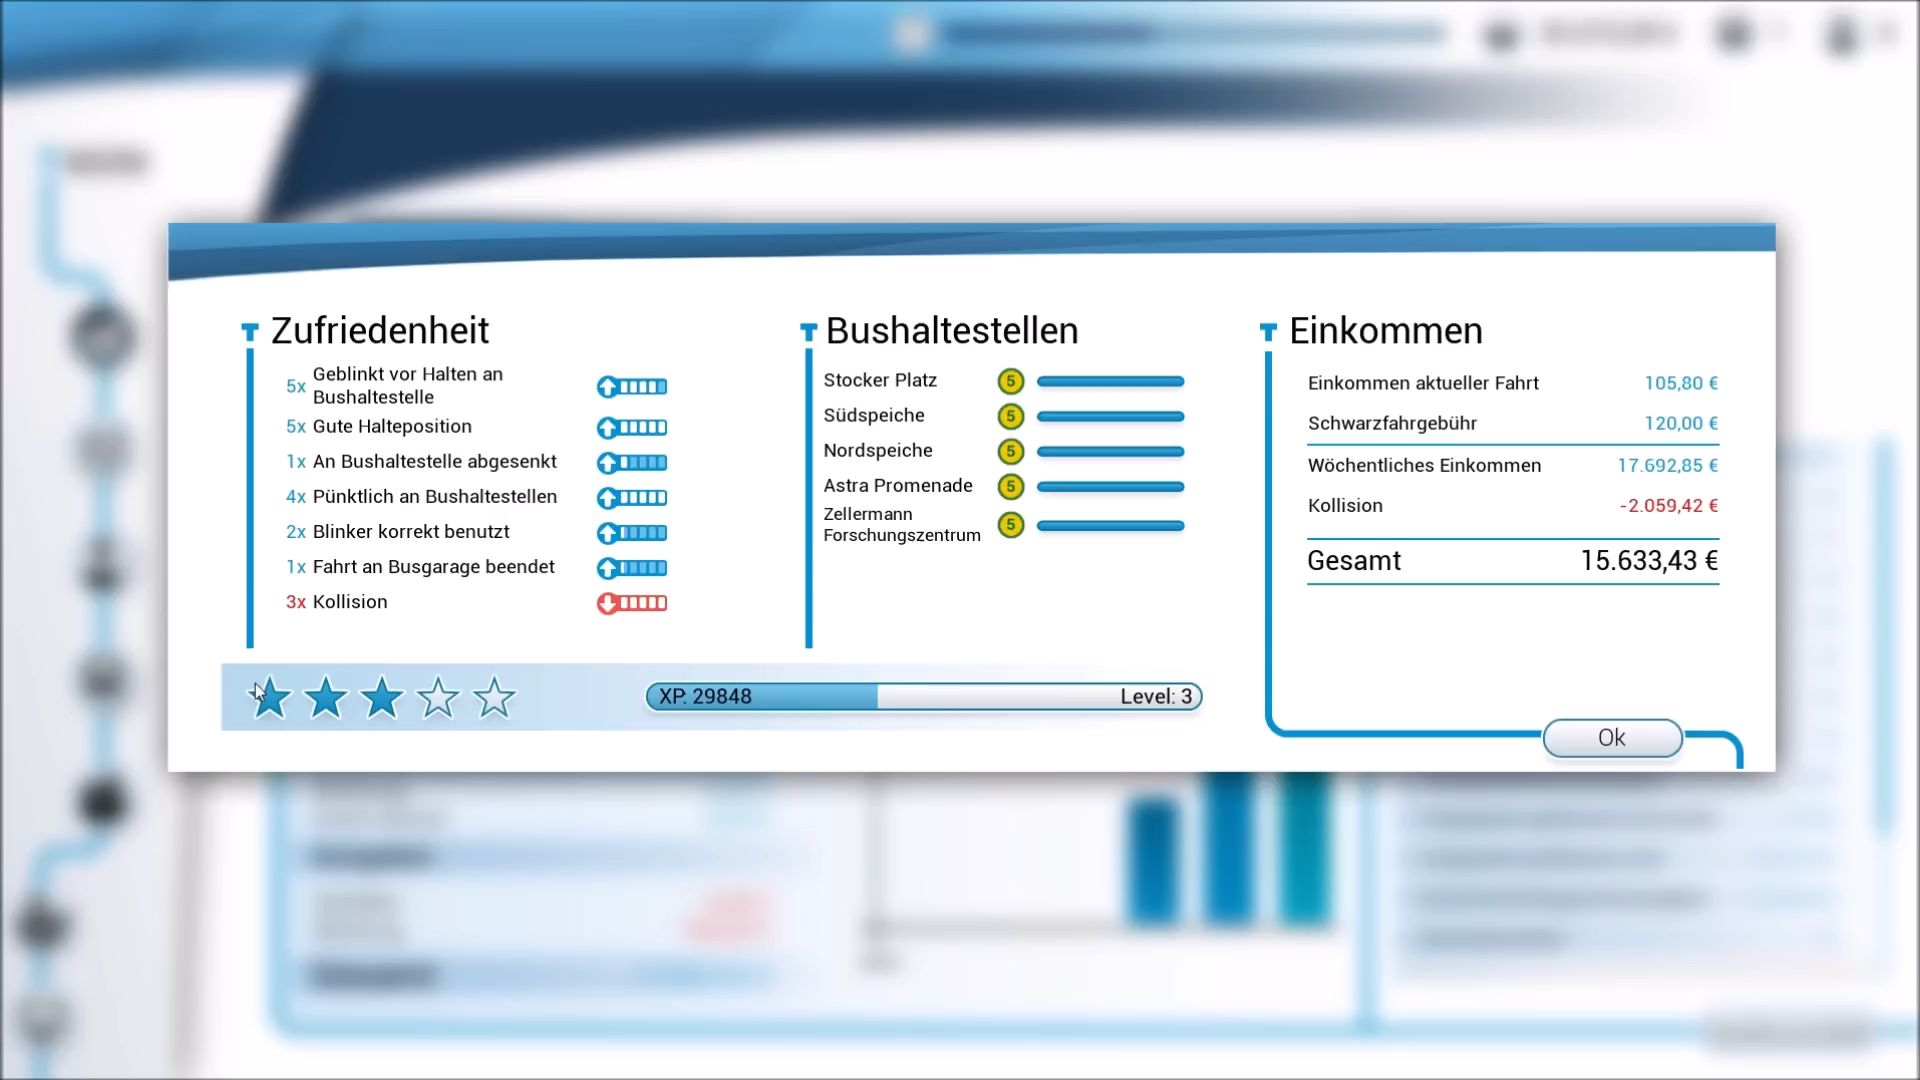 Zufriedenheit
5x Geblinkt vor Halten an
Bushaltestelle
5x Gute Halteposition
1x An Bushaltestelle abgesenkt
4x Pünktlich an Bushaltestellen
2x Blinker korrekt benutzt
1x Fahrt an Busgarage beendet
3x Kollision
Bushaltestellen
Stocker Platz 5
Südspeiche 5
Nordspeiche 5
Astra Promenade 5
Zellermann
Forschungszentrum 5
Einkommen
Einkommen aktueller Fahrt 105,80 €
Schwarzfahrgebühr 120,00 €
Wöchentliches Einkommen 17.692,85 €
Kollision -2.059,42 €
Gesamt 15.633,43 €
XP: 29848 Level: 3
Ok